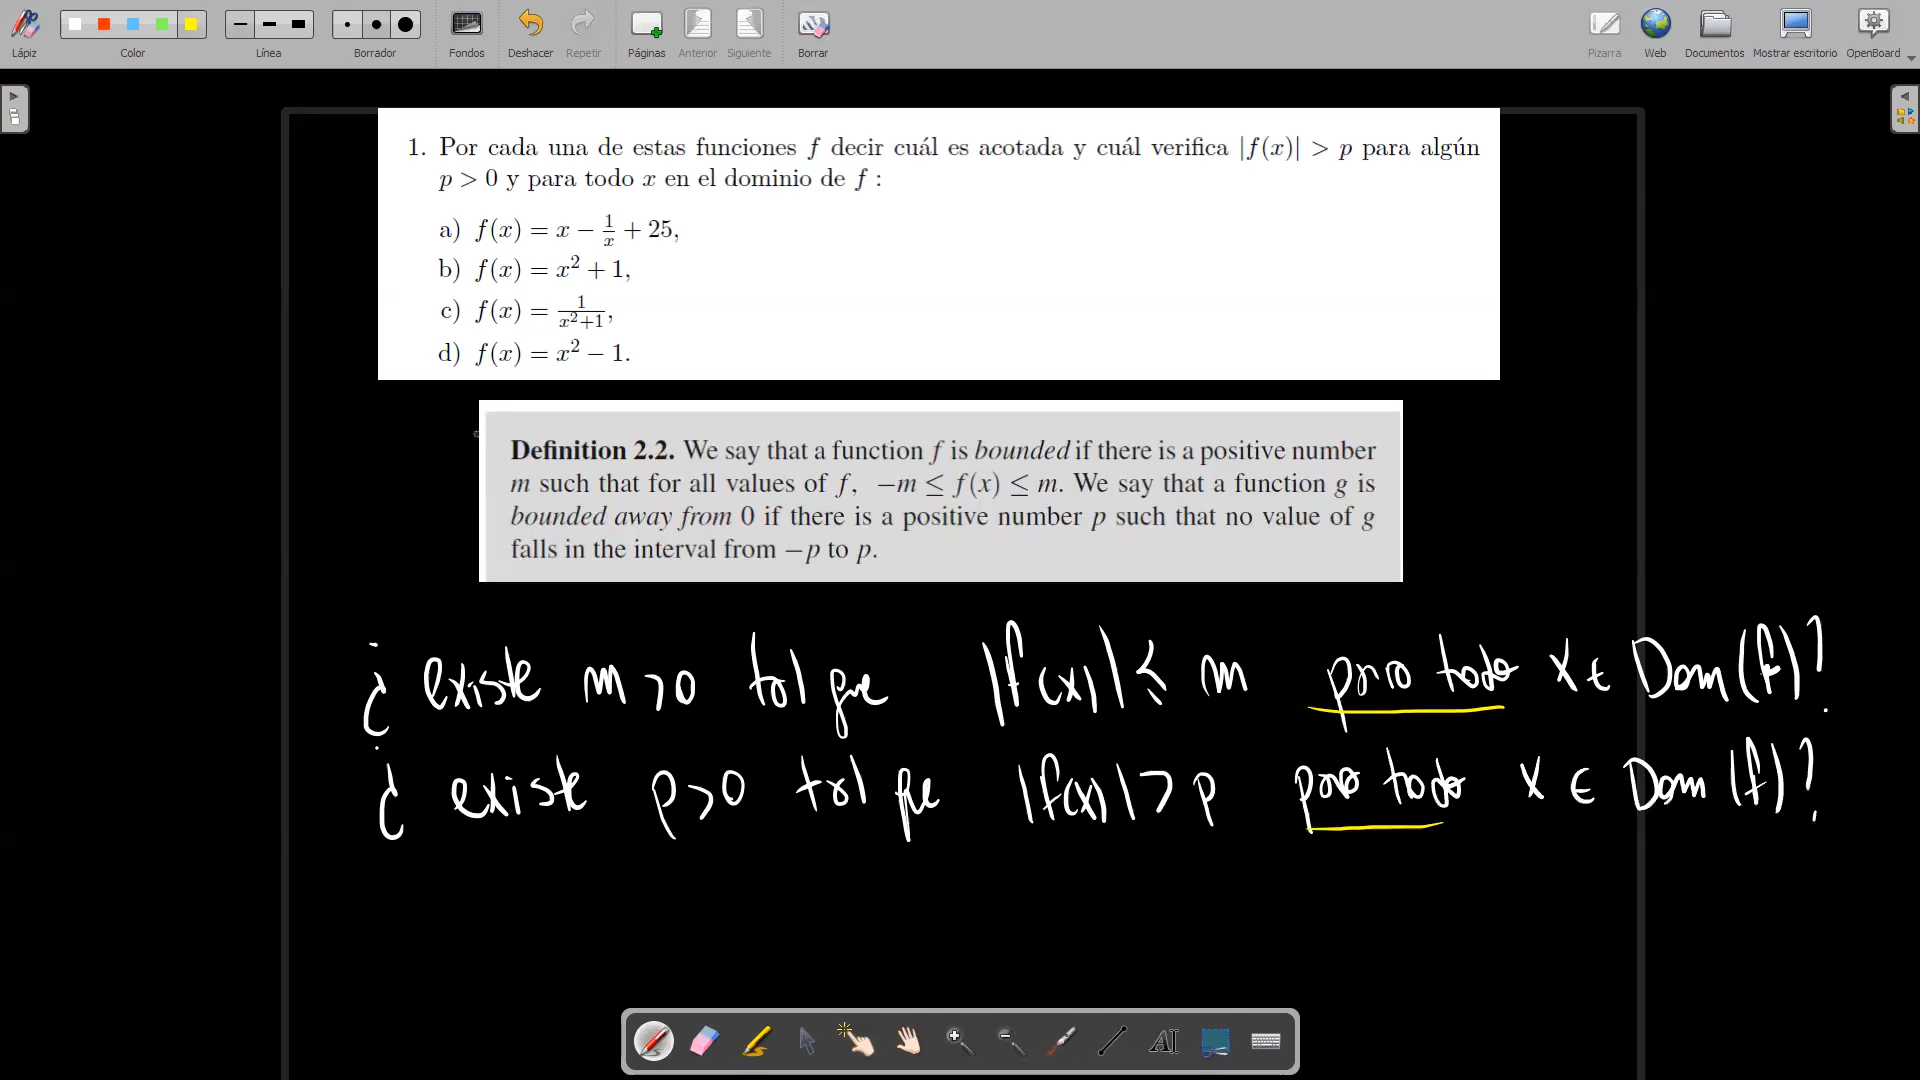 Lápiz Color Línea Borrador Fondos Deshacer Repetir Páginas Anterior Siguiente Borrar Pizarra Web Documentos Mostrar escritorio OpenBoard
1. Por cada una de estas funciones f decir cuál es acotada y cuál verifica |f(x)| > p para algún
p > 0 y para todo x en el dominio de f :
a) f(x) = x − 1/x + 25,
b) f(x) = x² + 1,
c) f(x) = 1/(x²+1),
d) f(x) = x² − 1.
Definition 2.2. We say that a function f is bounded if there is a positive number
m such that for all values of f, −m ≤ f(x) ≤ m. We say that a function g is
bounded away from 0 if there is a positive number p such that no value of g
falls in the interval from −p to p.
¿ existe m > 0 tal que |f(x)| ≤ m para todo x ∈ Dom(f)?
¿ existe p > 0 tal que |f(x)| > p para todo x ∈ Dom(f)?
AI